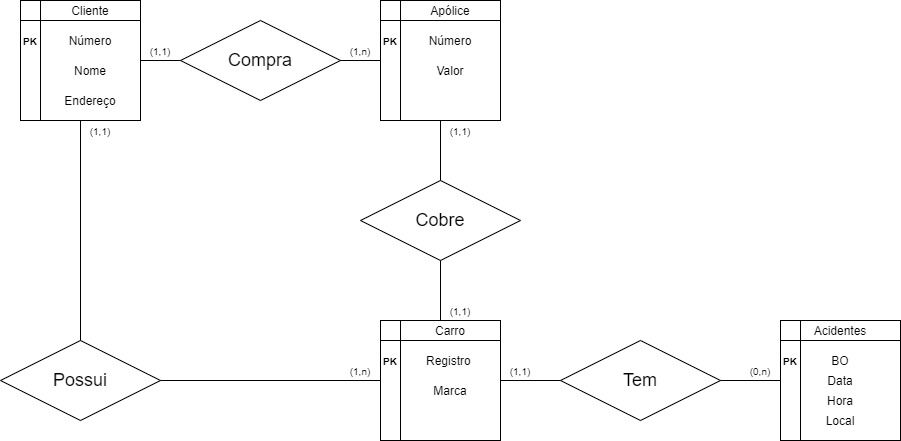 Cliente
PK
Número
Nome
Endereço
(1,1)
Compra
(1,n)
Apólice
PK
Número
Valor
(1,1)
(1,1)
Cobre
(1,1)
Carro
PK
Registro
Marca
Possui
(1,n)
(1,1)
Tem
(0,n)
Acidentes
PK
BO
Data
Hora
Local